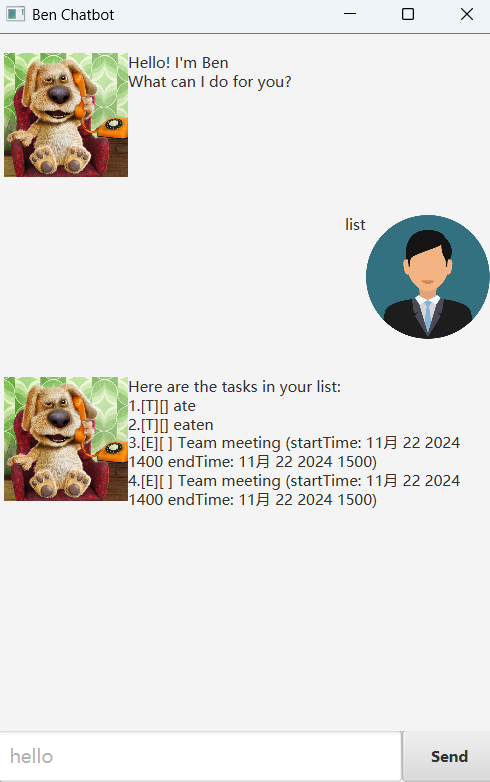 Ben Chatbot
Hello! I'm Ben
What can I do for you?
list
Here are the tasks in your list:
1.[T][] ate
2.[T][] eaten
3.[E][ ] Team meeting (startTime: 11月 22 2024
1400 endTime: 11月 22 2024 1500)
4.[E][ ] Team meeting (startTime: 11月 22 2024
1400 endTime: 11月 22 2024 1500)
hello
Send